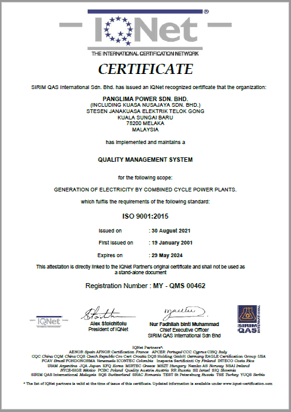 IQNet
THE INTERNATIONAL CERTIFICATION NETWORK
CERTIFICATE
SIRIM QAS International Sdn. Bhd. has issued an IQNet recognized certificate that the organization:
PANGLIMA POWER SDN. BHD.
(INCLUDING KUASA NUSAJAYA SDN. BHD.)
STESEN JANAKUASA ELEKTRIK TELOK GONG
KUALA SUNGAI BARU
78200 MELAKA
MALAYSIA
has implemented and maintains a
QUALITY MANAGEMENT SYSTEM
for the following scope:
GENERATION OF ELECTRICITY BY COMBINED CYCLE POWER PLANTS.
which fulfils the requirements of the following standard:
ISO 9001:2015
Issued on : 30 August 2021
First issued on : 19 January 2001
Expires on : 29 May 2024
This attestation is directly linked to the IQNet Partner's original certificate and shall not be used as
a stand-alone document
Registration Number : MY - QMS 00462
IQNet
Alex Stoichitoiu
President of IQNet
Nur Fadhilah binti Muhammad
Chief Executive Officer
SIRIM
QAS
IQNet Partners*:
* The list of IQNet partners is valid at the time of issue of this certificate. Updated information is available under www.iqnet-certification.com